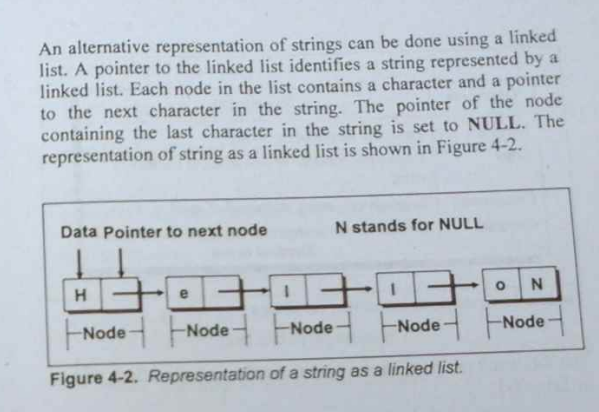 An alternative representation of strings can be done using a linked
list. A pointer to the linked list identifies a string represented by a
linked list. Each node in the list contains a character and a pointer
to the next character in the string. The pointer of the node
containing the last character in the string is set to NULL. The
representation of string as a linked list is shown in Figure 4-2.
Data Pointer to next node N stands for NULL
H e l l o N
Node Node Node Node Node
Figure 4-2. Representation of a string as a linked list.